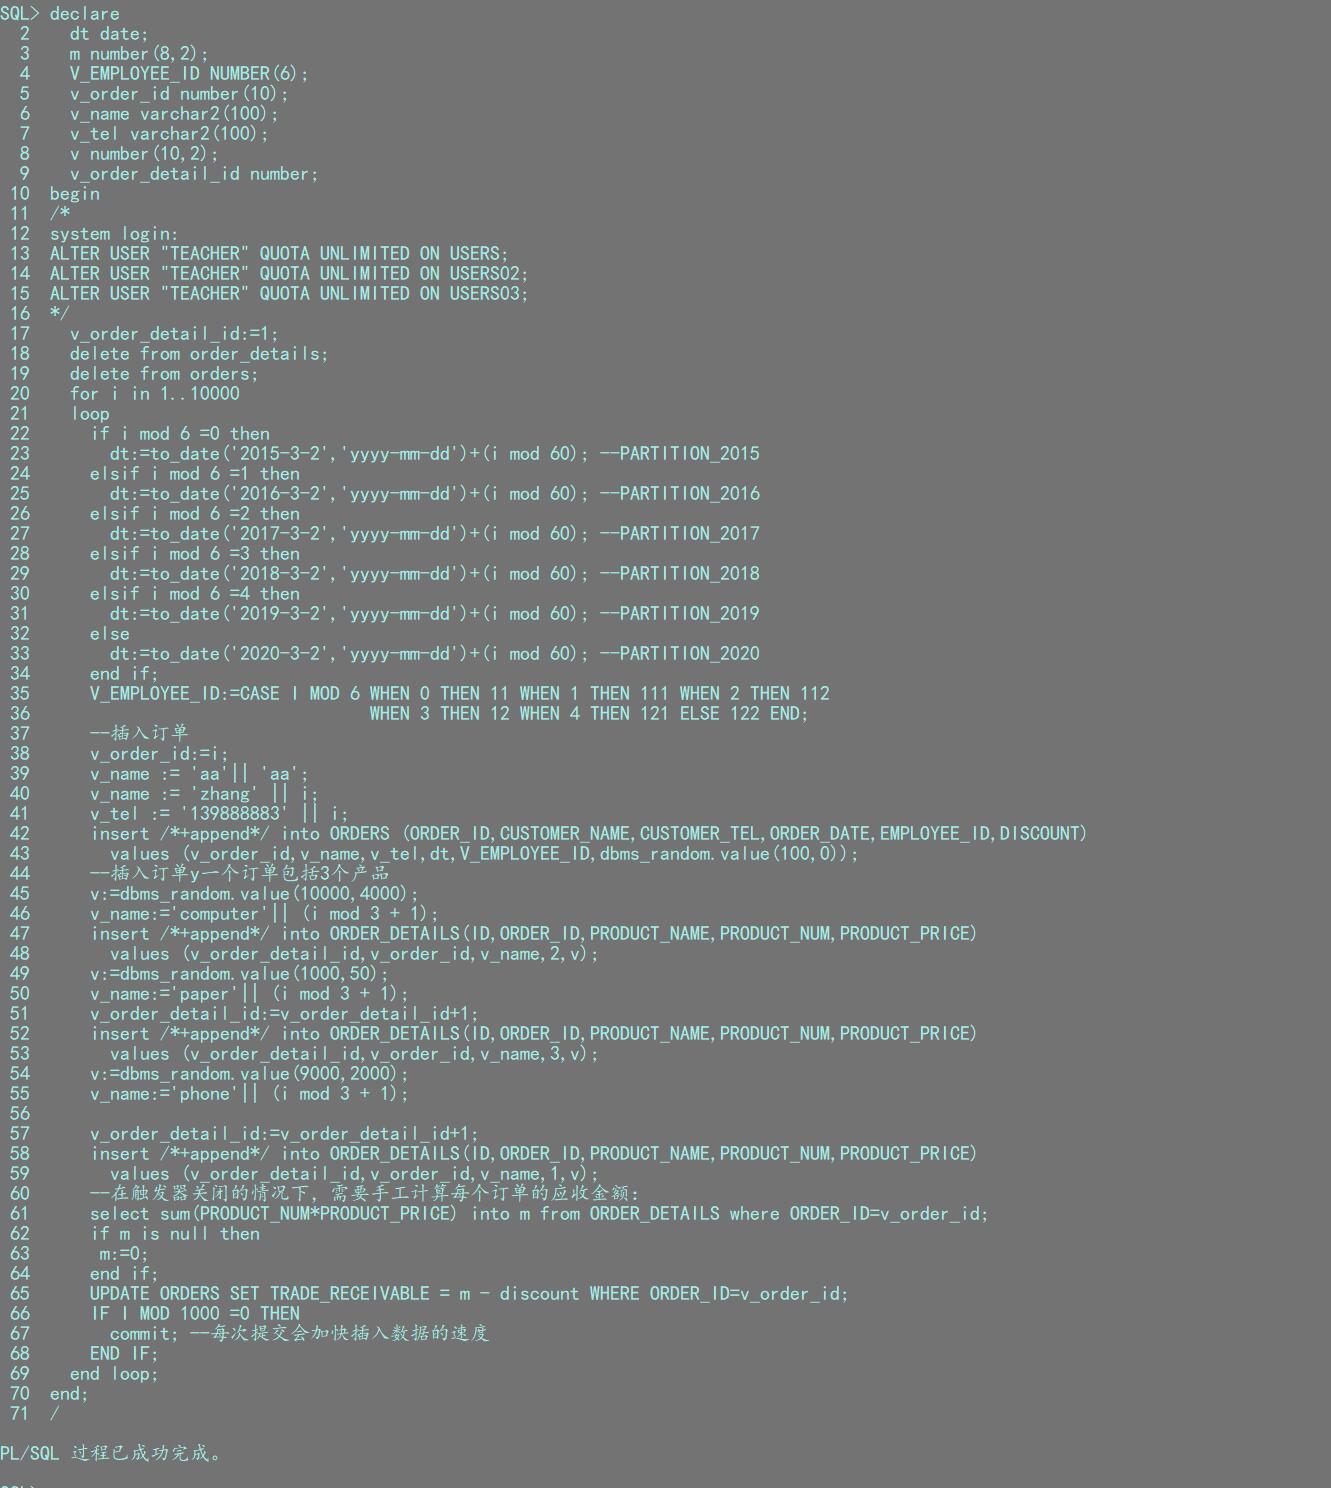 SQL> declare
2 dt date;
3 m number(8,2);
4 V_EMPLOYEE_ID NUMBER(6);
5 v_order_id number(10);
6 v_name varchar2(100);
7 v_tel varchar2(100);
8 v number(10,2);
9 v_order_detail_id number;
10 begin
11 /*
12 system login:
13 ALTER USER "TEACHER" QUOTA UNLIMITED ON USERS;
14 ALTER USER "TEACHER" QUOTA UNLIMITED ON USERS02;
15 ALTER USER "TEACHER" QUOTA UNLIMITED ON USERS03;
16 */
17 v_order_detail_id:=1;
18 delete from order_details;
19 delete from orders;
20 for i in 1..10000
21 loop
22 if i mod 6 =0 then
23 dt:=to_date('2015-3-2','yyyy-mm-dd')+(i mod 60); --PARTITION_2015
24 elsif i mod 6 =1 then
25 dt:=to_date('2016-3-2','yyyy-mm-dd')+(i mod 60); --PARTITION_2016
26 elsif i mod 6 =2 then
27 dt:=to_date('2017-3-2','yyyy-mm-dd')+(i mod 60); --PARTITION_2017
28 elsif i mod 6 =3 then
29 dt:=to_date('2018-3-2','yyyy-mm-dd')+(i mod 60); --PARTITION_2018
30 elsif i mod 6 =4 then
31 dt:=to_date('2019-3-2','yyyy-mm-dd')+(i mod 60); --PARTITION_2019
32 else
33 dt:=to_date('2020-3-2','yyyy-mm-dd')+(i mod 60); --PARTITION_2020
34 end if;
35 V_EMPLOYEE_ID:=CASE I MOD 6 WHEN 0 THEN 11 WHEN 1 THEN 111 WHEN 2 THEN 112
36 WHEN 3 THEN 12 WHEN 4 THEN 121 ELSE 122 END;
37 --插入订单
38 v_order_id:=i;
39 v_name := 'aa'|| 'aa';
40 v_name := 'zhang' || i;
41 v_tel := '139888883' || i;
42 insert /*+append*/ into ORDERS (ORDER_ID,CUSTOMER_NAME,CUSTOMER_TEL,ORDER_DATE,EMPLOYEE_ID,DISCOUNT)
43 values (v_order_id,v_name,v_tel,dt,V_EMPLOYEE_ID,dbms_random.value(100,0));
44 --插入订单y一个订单包括3个产品
45 v:=dbms_random.value(10000,4000);
46 v_name:='computer'|| (i mod 3 + 1);
47 insert /*+append*/ into ORDER_DETAILS(ID,ORDER_ID,PRODUCT_NAME,PRODUCT_NUM,PRODUCT_PRICE)
48 values (v_order_detail_id,v_order_id,v_name,2,v);
49 v:=dbms_random.value(1000,50);
50 v_name:='paper'|| (i mod 3 + 1);
51 v_order_detail_id:=v_order_detail_id+1;
52 insert /*+append*/ into ORDER_DETAILS(ID,ORDER_ID,PRODUCT_NAME,PRODUCT_NUM,PRODUCT_PRICE)
53 values (v_order_detail_id,v_order_id,v_name,3,v);
54 v:=dbms_random.value(9000,2000);
55 v_name:='phone'|| (i mod 3 + 1);
56
57 v_order_detail_id:=v_order_detail_id+1;
58 insert /*+append*/ into ORDER_DETAILS(ID,ORDER_ID,PRODUCT_NAME,PRODUCT_NUM,PRODUCT_PRICE)
59 values (v_order_detail_id,v_order_id,v_name,1,v);
60 --在触发器关闭的情况下，需要手工计算每个订单的应收金额：
61 select sum(PRODUCT_NUM*PRODUCT_PRICE) into m from ORDER_DETAILS where ORDER_ID=v_order_id;
62 if m is null then
63 m:=0;
64 end if;
65 UPDATE ORDERS SET TRADE_RECEIVABLE = m - discount WHERE ORDER_ID=v_order_id;
66 IF I MOD 1000 =0 THEN
67 commit; --每次提交会加快插入数据的速度
68 END IF;
69 end loop;
70 end;
71 /
PL/SQL 过程已成功完成。